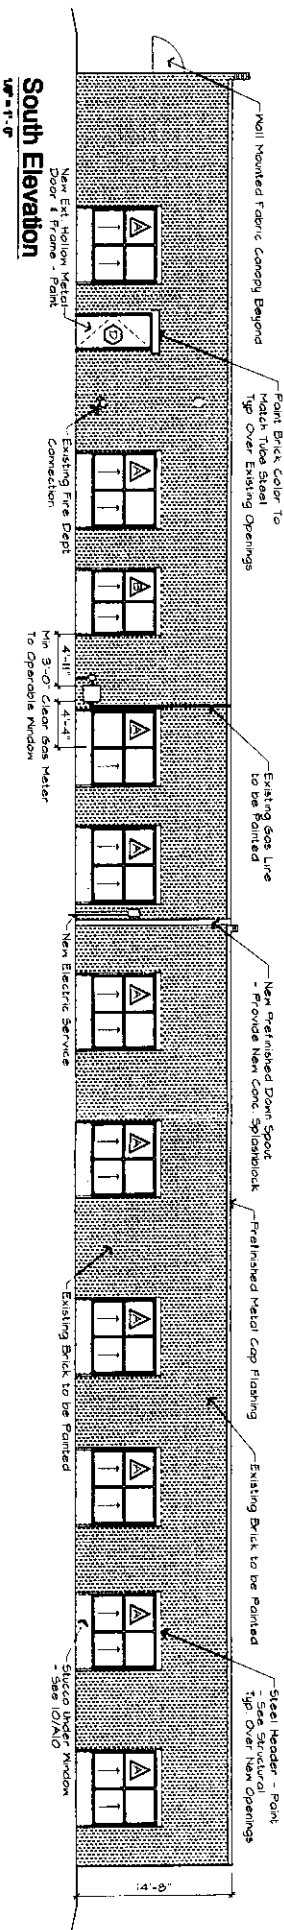 Wall Mounted Fabric Canopy Beyond
Paint Brick Color To
Match Tube Steel
Typ Over Existing Openings
Existing Gas Line
to be Painted
New Prefinished Down Spout
- Provide New Conc. Splashblock
Prefinished Metal Cap Flashing
Existing Brick to be Painted
Steel Header - Paint
- See Structural
Typ. Over New Openings
A
D
A
B
A
A
A
A
A
A
A
A
14'-8"
4'-11"
4'-4"
New Ext. Hollow Metal
Door & Frame - Paint
Existing Fire Dept
Connection
Min 3'-0" Clear Gas Meter
To Operable Window
New Electric Service
Existing Brick to be Painted
Stucco Under Window
- See 10/A10
South Elevation
1/8" = 1'-0"